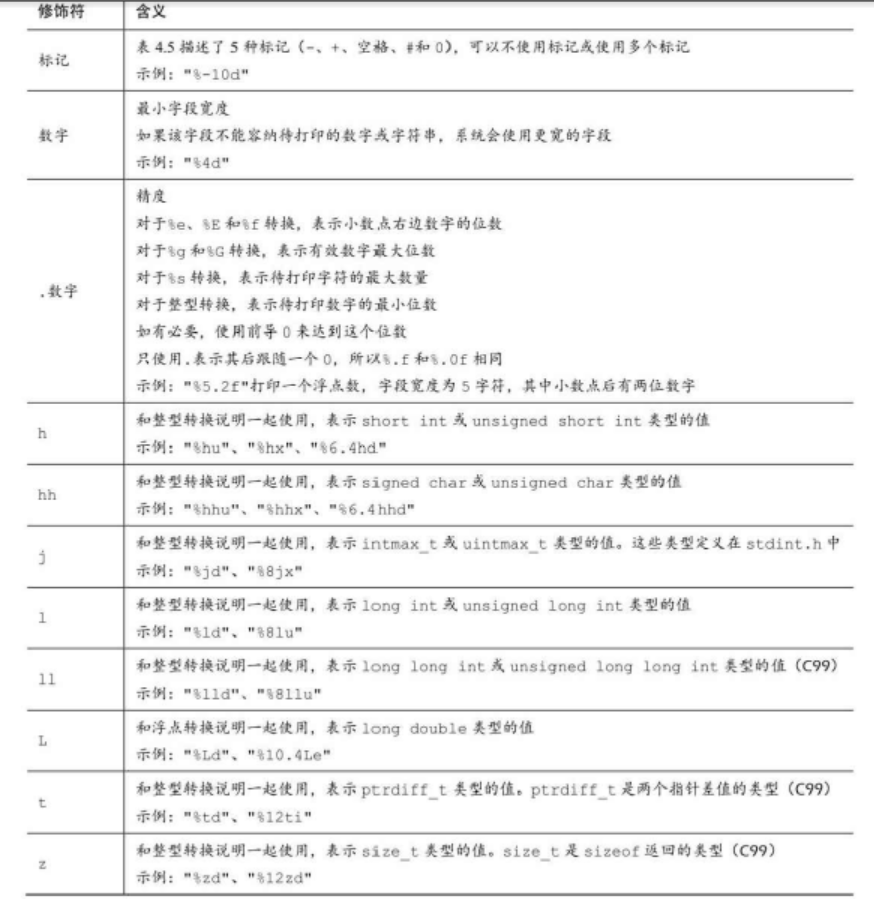 修饰符 含义
标记
表 4.5 描述了 5 种标记（-、+、空格、#和 0），可以不使用标记或使用多个标记
示例："%-10d"
数字
最小字段宽度
如果该字段不能容纳待打印的数字或字符串，系统会使用更宽的字段
示例："%4d"
.数字
精度
对于%e、%E 和%f 转换，表示小数点右边数字的位数
对于%g 和%G 转换，表示有效数字最大位数
对于%s 转换，表示待打印字符的最大数量
对于整型转换，表示待打印数字的最小位数
如有必要，使用前导 0 来达到这个位数
只使用.表示其后跟随一个 0，所以%.f 和%.0f 相同
示例："%5.2f"打印一个浮点数，字段宽度为 5 字符，其中小数点后有两位数字
h
和整型转换说明一起使用，表示 short int 或 unsigned short int 类型的值
示例："%hu"、"%hx"、"%6.4hd"
hh
和整型转换说明一起使用，表示 signed char 或 unsigned char 类型的值
示例："%hhu"、"%hhx"、"%6.4hhd"
j
和整型转换说明一起使用，表示 intmax_t 或 uintmax_t 类型的值。这些类型定义在 stdint.h 中
示例："%jd"、"%8jx"
l
和整型转换说明一起使用，表示 long int 或 unsigned long int 类型的值
示例："%ld"、"%8lu"
ll
和整型转换说明一起使用，表示 long long int 或 unsigned long long int 类型的值（C99）
示例："%lld"、"%8llu"
L
和浮点转换说明一起使用，表示 long double 类型的值
示例："%Ld"、"%10.4Le"
t
和整型转换说明一起使用，表示 ptrdiff_t 类型的值。ptrdiff_t 是两个指针差值的类型（C99）
示例："%td"、"%12ti"
z
和整型转换说明一起使用，表示 size_t 类型的值。size_t 是 sizeof 返回的类型（C99）
示例："%zd"、"%12zd"